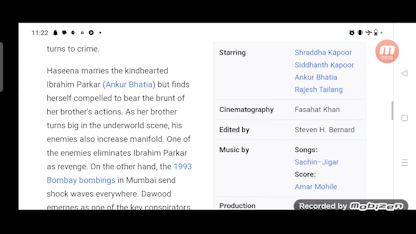 11:22
turns to crime.
Haseena marries the kindhearted
Ibrahim Parkar (Ankur Bhatia) but finds
herself compelled to bear the brunt of
her brother's actions. As her brother
turns big in the underworld scene, his
enemies also increase manifold. One of
the enemies eliminates Ibrahim Parkar
as revenge. On the other hand, the 1993
Bombay bombings in Mumbai send
shock waves everywhere. Dawood
emerges as one of the key conspirators
Starring
Shraddha Kapoor
Siddhanth Kapoor
Ankur Bhatia
Rajesh Tailang
Cinematography
Fasahat Khan
Edited by
Steven H. Bernard
Music by
Songs:
Sachin–Jigar
Score:
Amar Mohile
Production
Recorded by Mobizen